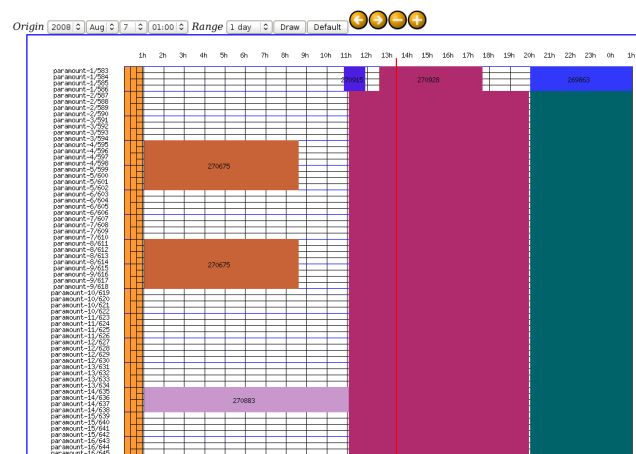 Origin 2008 Aug 7 01:00 Range 1 day Draw Default
1h 2h 3h 4h 5h 6h 7h 8h 9h 10h 11h 12h 13h 14h 15h 16h 17h 18h 19h 20h 21h 22h 23h 0h 1h
paramount-1/583
paramount-1/584
paramount-1/585
paramount-1/586
paramount-2/587
paramount-2/588
paramount-2/589
paramount-2/590
paramount-3/591
paramount-3/592
paramount-3/593
paramount-3/594
paramount-4/595
paramount-4/596
paramount-4/597
paramount-4/598
paramount-5/599
paramount-5/600
paramount-5/601
paramount-5/602
paramount-6/603
paramount-6/604
paramount-6/605
paramount-6/606
paramount-7/607
paramount-7/608
paramount-7/609
paramount-7/610
paramount-8/611
paramount-8/612
paramount-8/613
paramount-8/614
paramount-9/615
paramount-9/616
paramount-9/617
paramount-9/618
paramount-10/619
paramount-10/620
paramount-10/621
paramount-10/622
paramount-11/623
paramount-11/624
paramount-11/625
paramount-11/626
paramount-12/627
paramount-12/628
paramount-12/629
paramount-12/630
paramount-13/631
paramount-13/632
paramount-13/633
paramount-13/634
paramount-14/635
paramount-14/636
paramount-14/637
paramount-14/638
paramount-15/639
paramount-15/640
paramount-15/641
paramount-15/642
paramount-16/643
paramount-16/644
paramount-16/645
270928
269863
270675
270675
270883